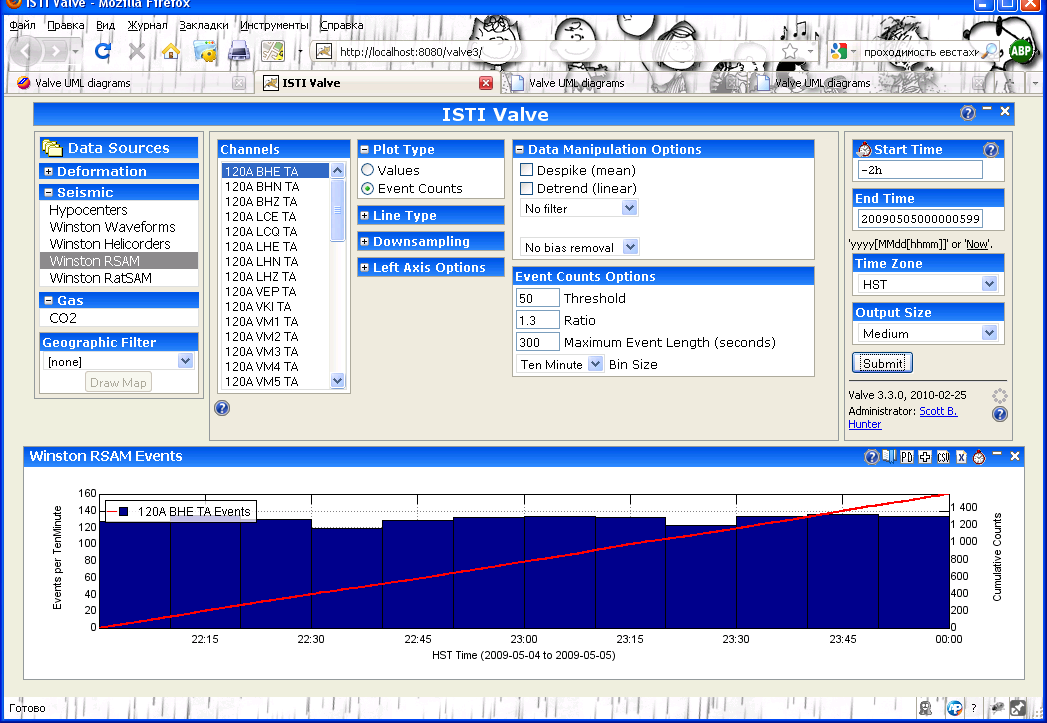 ISTI Valve - Mozilla Firefox
Файл Правка Вид Журнал Закладки Инструменты Справка
http://localhost:8080/valve3/
проходимость евстахи
ABP
Valve UML diagrams
ISTI Valve
Valve UML diagrams
Valve UML diagrams
ISTI Valve
Data Sources
Deformation
Seismic
Hypocenters
Winston Waveforms
Winston Helicorders
Winston RSAM
Winston RatSAM
Gas
CO2
Geographic Filter
[none]
Draw Map
Channels
120A BHE TA
120A BHN TA
120A BHZ TA
120A LCE TA
120A LCQ TA
120A LHE TA
120A LHN TA
120A LHZ TA
120A VEP TA
120A VKI TA
120A VM1 TA
120A VM2 TA
120A VM3 TA
120A VM4 TA
120A VM5 TA
Plot Type
Values
Event Counts
Line Type
Downsampling
Left Axis Options
Data Manipulation Options
Despike (mean)
Detrend (linear)
No filter
No bias removal
Event Counts Options
50 Threshold
1.3 Ratio
300 Maximum Event Length (seconds)
Ten Minute Bin Size
Start Time
-2h
End Time
20090505000000599
'yyyy[MMdd[hhmm]]' or 'Now'.
Time Zone
HST
Output Size
Medium
Submit
Valve 3.3.0, 2010-02-25
Administrator: Scott B.
Hunter
Winston RSAM Events
PD
CSV
X
120A BHE TA Events
Events per TenMinute
160
140
120
100
80
60
40
20
0
1 400
1 200
1 000
800
600
400
200
0
Cumulative Counts
22:15 22:30 22:45 23:00 23:15 23:30 23:45 00:00
HST Time (2009-05-04 to 2009-05-05)
Готово